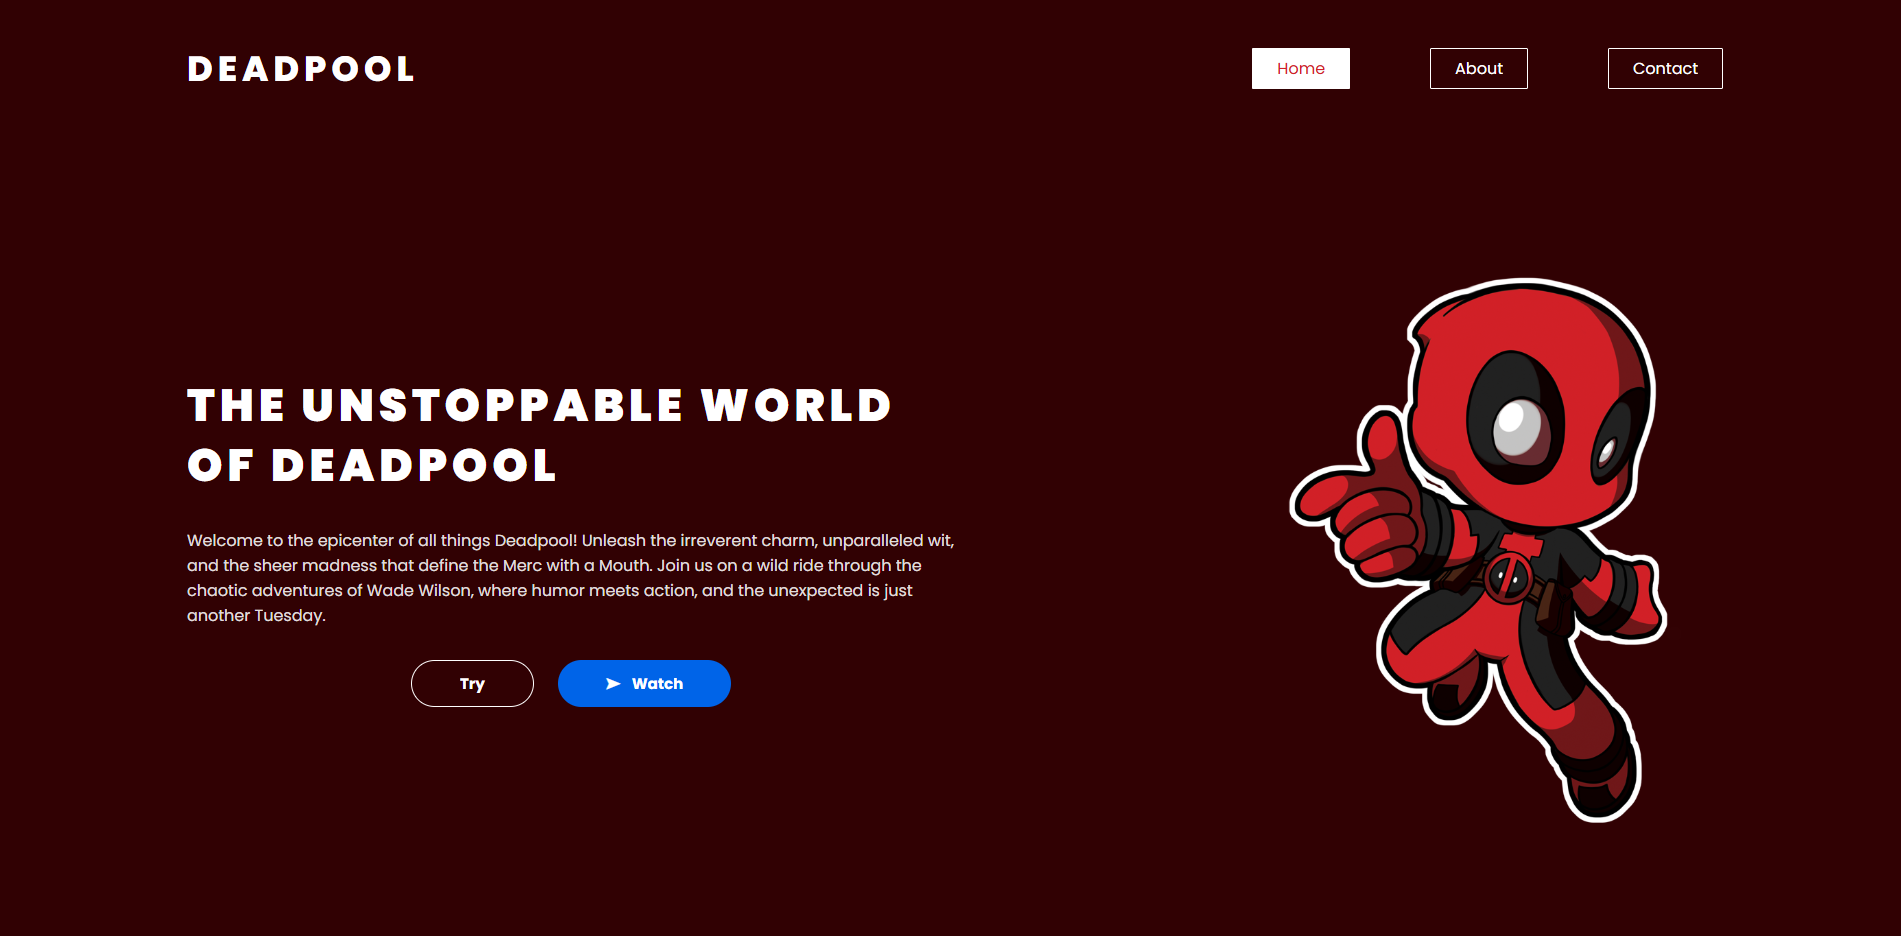 DEADPOOL
Home
About
Contact
THE UNSTOPPABLE WORLD
OF DEADPOOL
Welcome to the epicenter of all things Deadpool! Unleash the irreverent charm, unparalleled wit,
and the sheer madness that define the Merc with a Mouth. Join us on a wild ride through the
chaotic adventures of Wade Wilson, where humor meets action, and the unexpected is just
another Tuesday.
Try
Watch